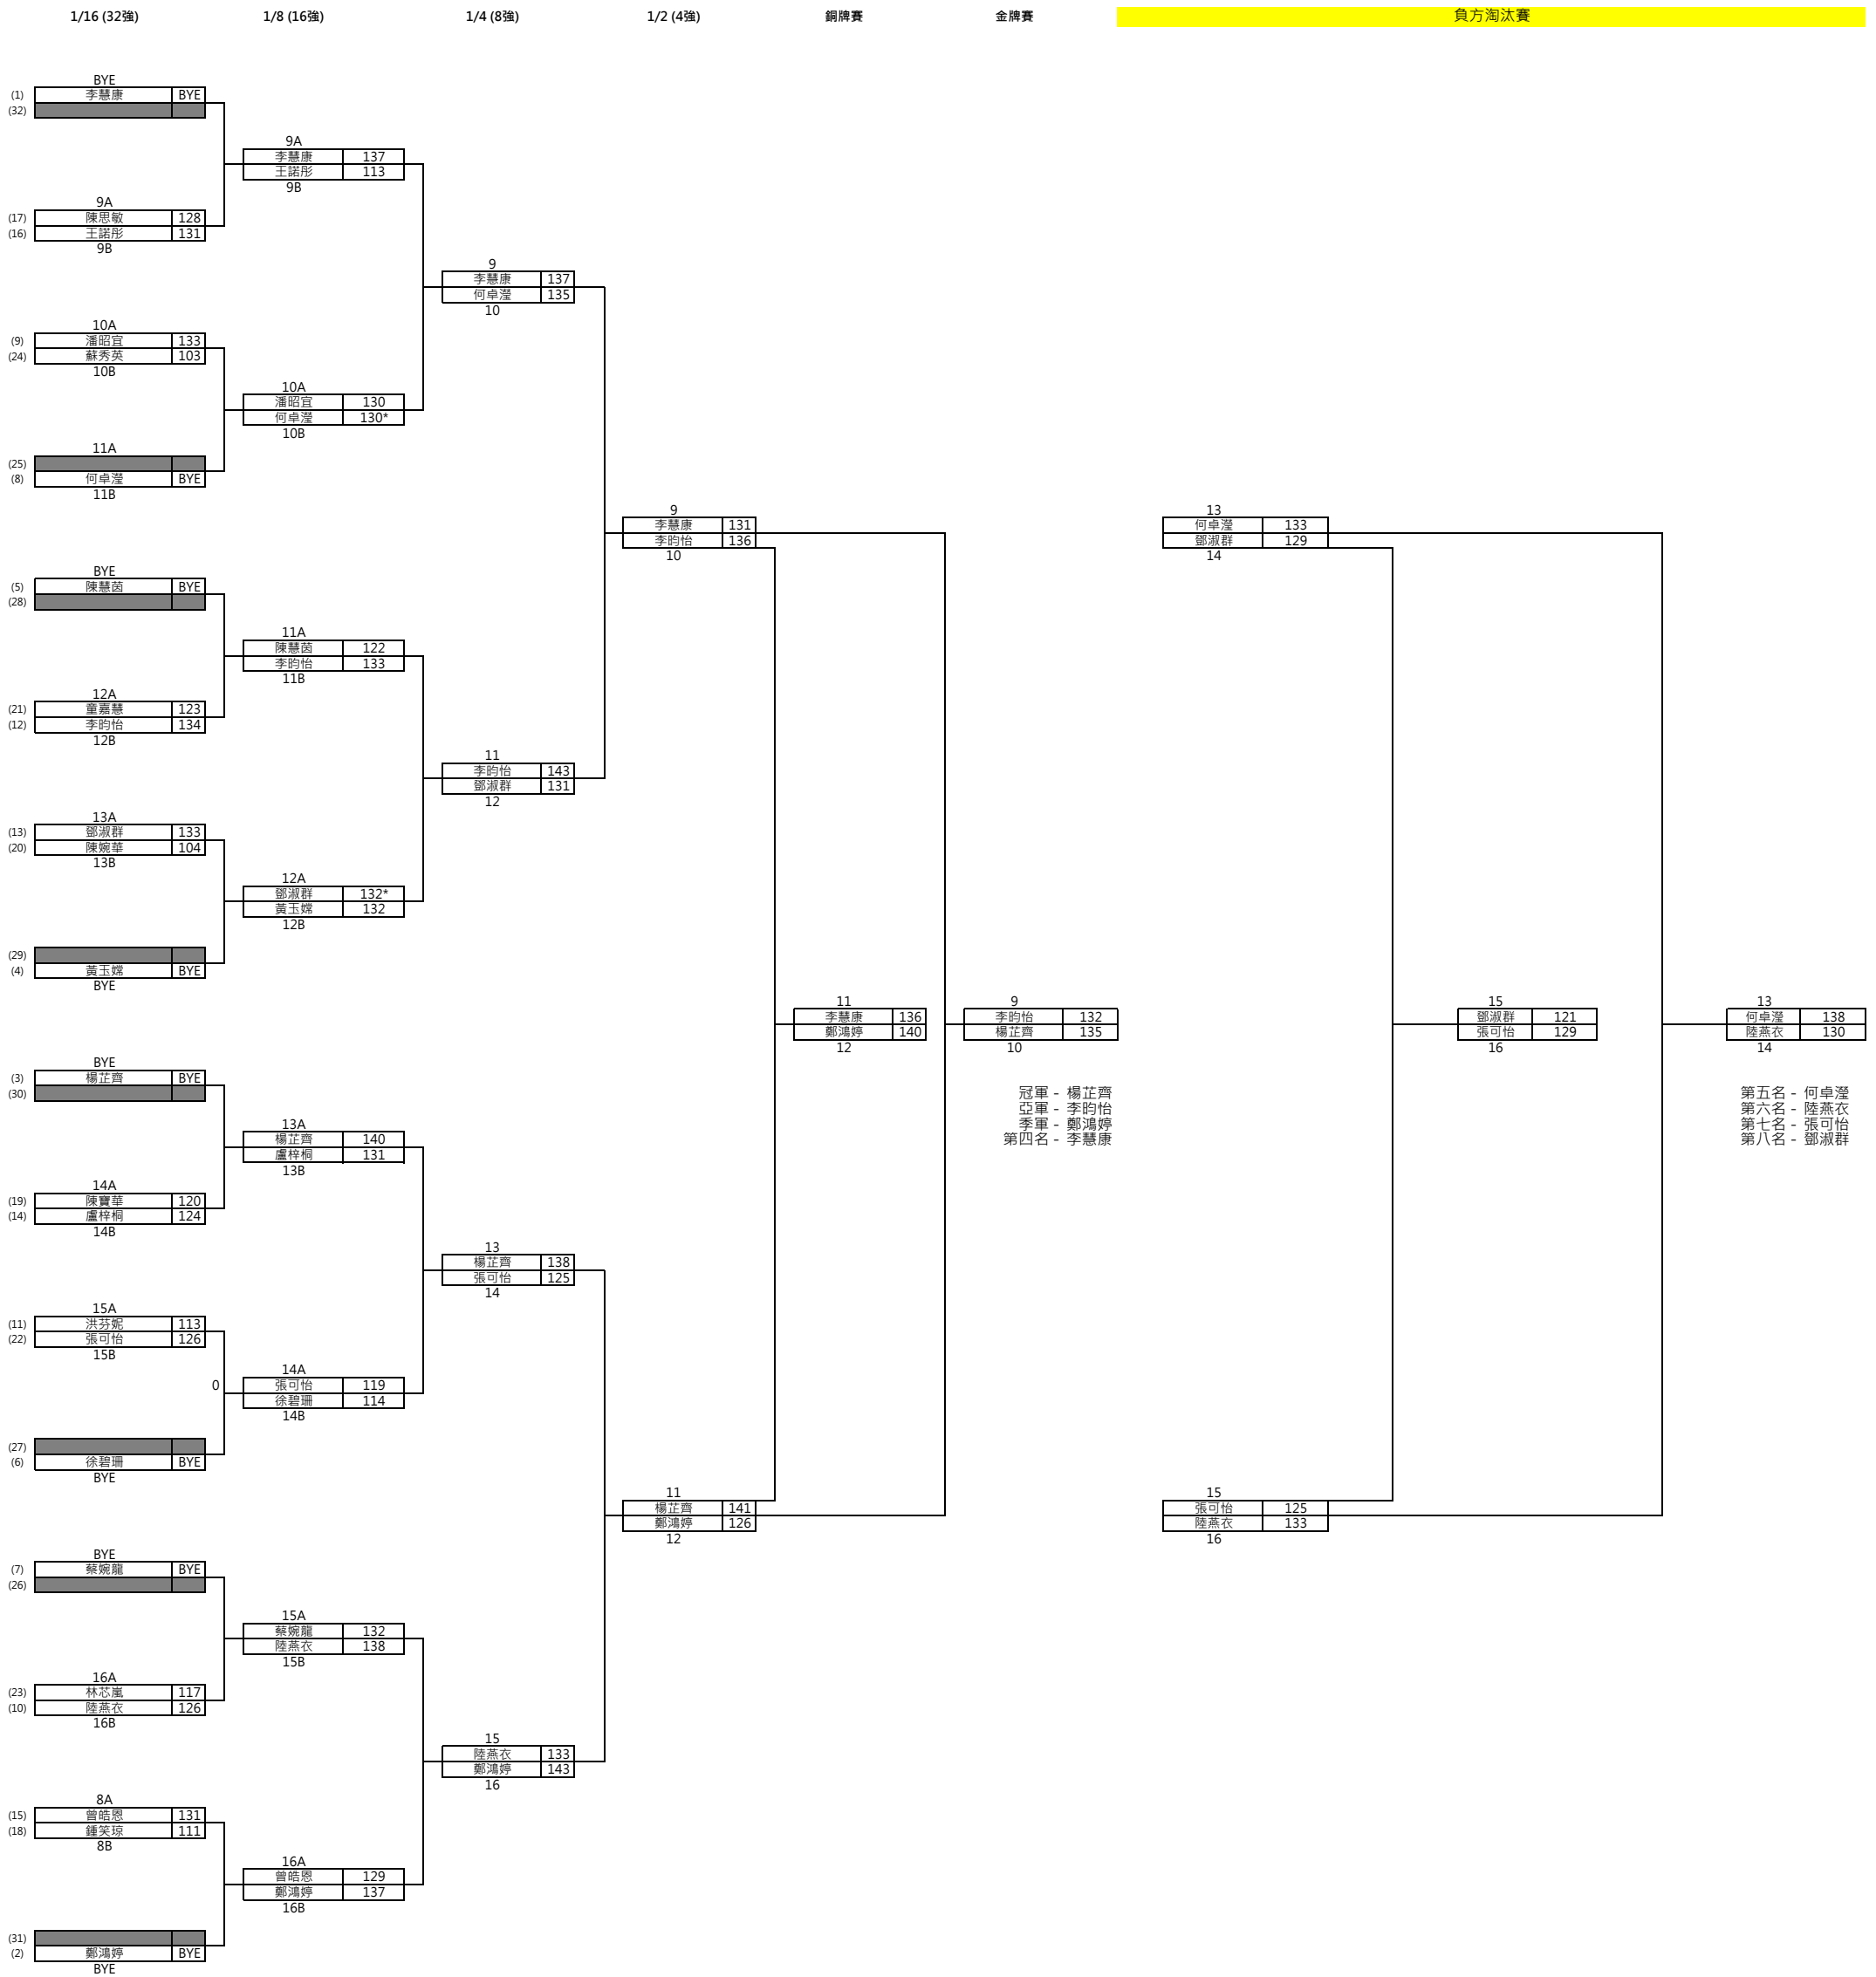 1/16 (32強) 1/8 (16強) 1/4 (8強) 1/2 (4強) 銅牌賽 金牌賽 負方淘汰賽
BYE
(1) 李慧康 BYE
(32)
9A
李慧康 137
王諾彤 113
9B
9A
(17) 陳思敏 128
(16) 王諾彤 131
9B
9
李慧康 137
何卓瀅 135
10
10A
(9) 潘昭宜 133
(24) 蘇秀英 103
10B
10A
潘昭宜 130
何卓瀅 130*
10B
11A
(25)
(8) 何卓瀅 BYE
11B
9
李慧康 131
李昀怡 136
10
13
何卓瀅 133
鄧淑群 129
14
BYE
(5) 陳慧茵 BYE
(28)
11A
陳慧茵 122
李昀怡 133
11B
12A
(21) 童嘉慧 123
(12) 李昀怡 134
12B
11
李昀怡 143
鄧淑群 131
12
13A
(13) 鄧淑群 133
(20) 陳婉華 104
13B
12A
鄧淑群 132*
黃玉嫦 132
12B
(29)
(4) 黃玉嫦 BYE
BYE
11
李慧康 136
鄭鴻婷 140
12
9
李昀怡 132
楊芷齊 135
10
15
鄧淑群 121
張可怡 129
16
13
何卓瀅 138
陸燕衣 130
14
冠軍 - 楊芷齊
亞軍 - 李昀怡
季軍 - 鄭鴻婷
第四名 - 李慧康
第五名 - 何卓瀅
第六名 - 陸燕衣
第七名 - 張可怡
第八名 - 鄧淑群
BYE
(3) 楊芷齊 BYE
(30)
13A
楊芷齊 140
盧梓桐 131
13B
14A
(19) 陳寶華 120
(14) 盧梓桐 124
14B
13
楊芷齊 138
張可怡 125
14
15A
(11) 洪芬妮 113
(22) 張可怡 126
15B
0
14A
張可怡 119
徐碧珊 114
14B
(27)
(6) 徐碧珊 BYE
BYE
11
楊芷齊 141
鄭鴻婷 126
12
15
張可怡 125
陸燕衣 133
16
BYE
(7) 蔡婉龍 BYE
(26)
15A
蔡婉龍 132
陸燕衣 138
15B
16A
(23) 林芯嵐 117
(10) 陸燕衣 126
16B
15
陸燕衣 133
鄭鴻婷 143
16
8A
(15) 曾皓恩 131
(18) 鍾笑琼 111
8B
16A
曾皓恩 129
鄭鴻婷 137
16B
(31)
(2) 鄭鴻婷 BYE
BYE